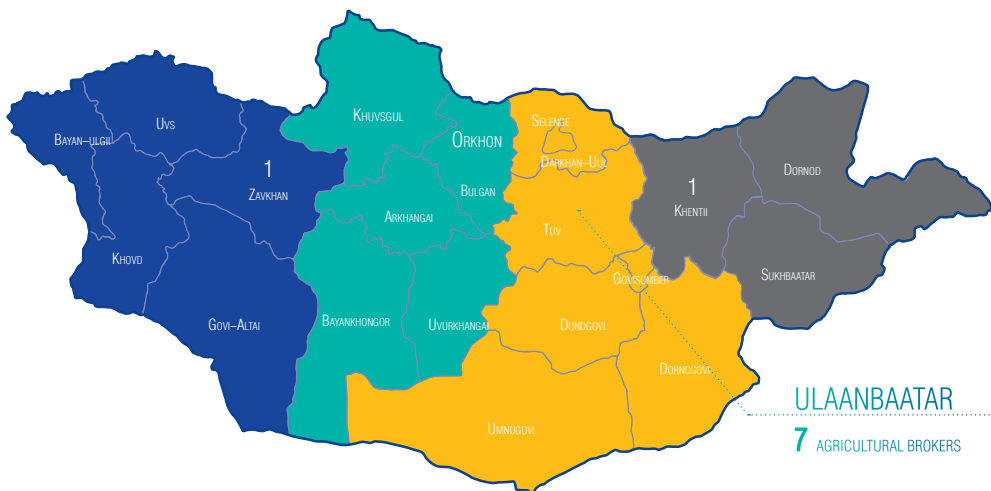 Khuvsgul
Selenge
Uvs
Bayan-ulgii
Orkhon
Darkhan-Uul
1
Zavkhan
1
Khentii
Dornod
Bulgan
Arkhangai
Tuv
Khovd
Govisumber
Sukhbaatar
Govi-Altai
Bayankhongor
Uvurkhangai
Dundgovi
Dornogovi
Umnugovi
ULAANBAATAR
7 AGRICULTURAL BROKERS